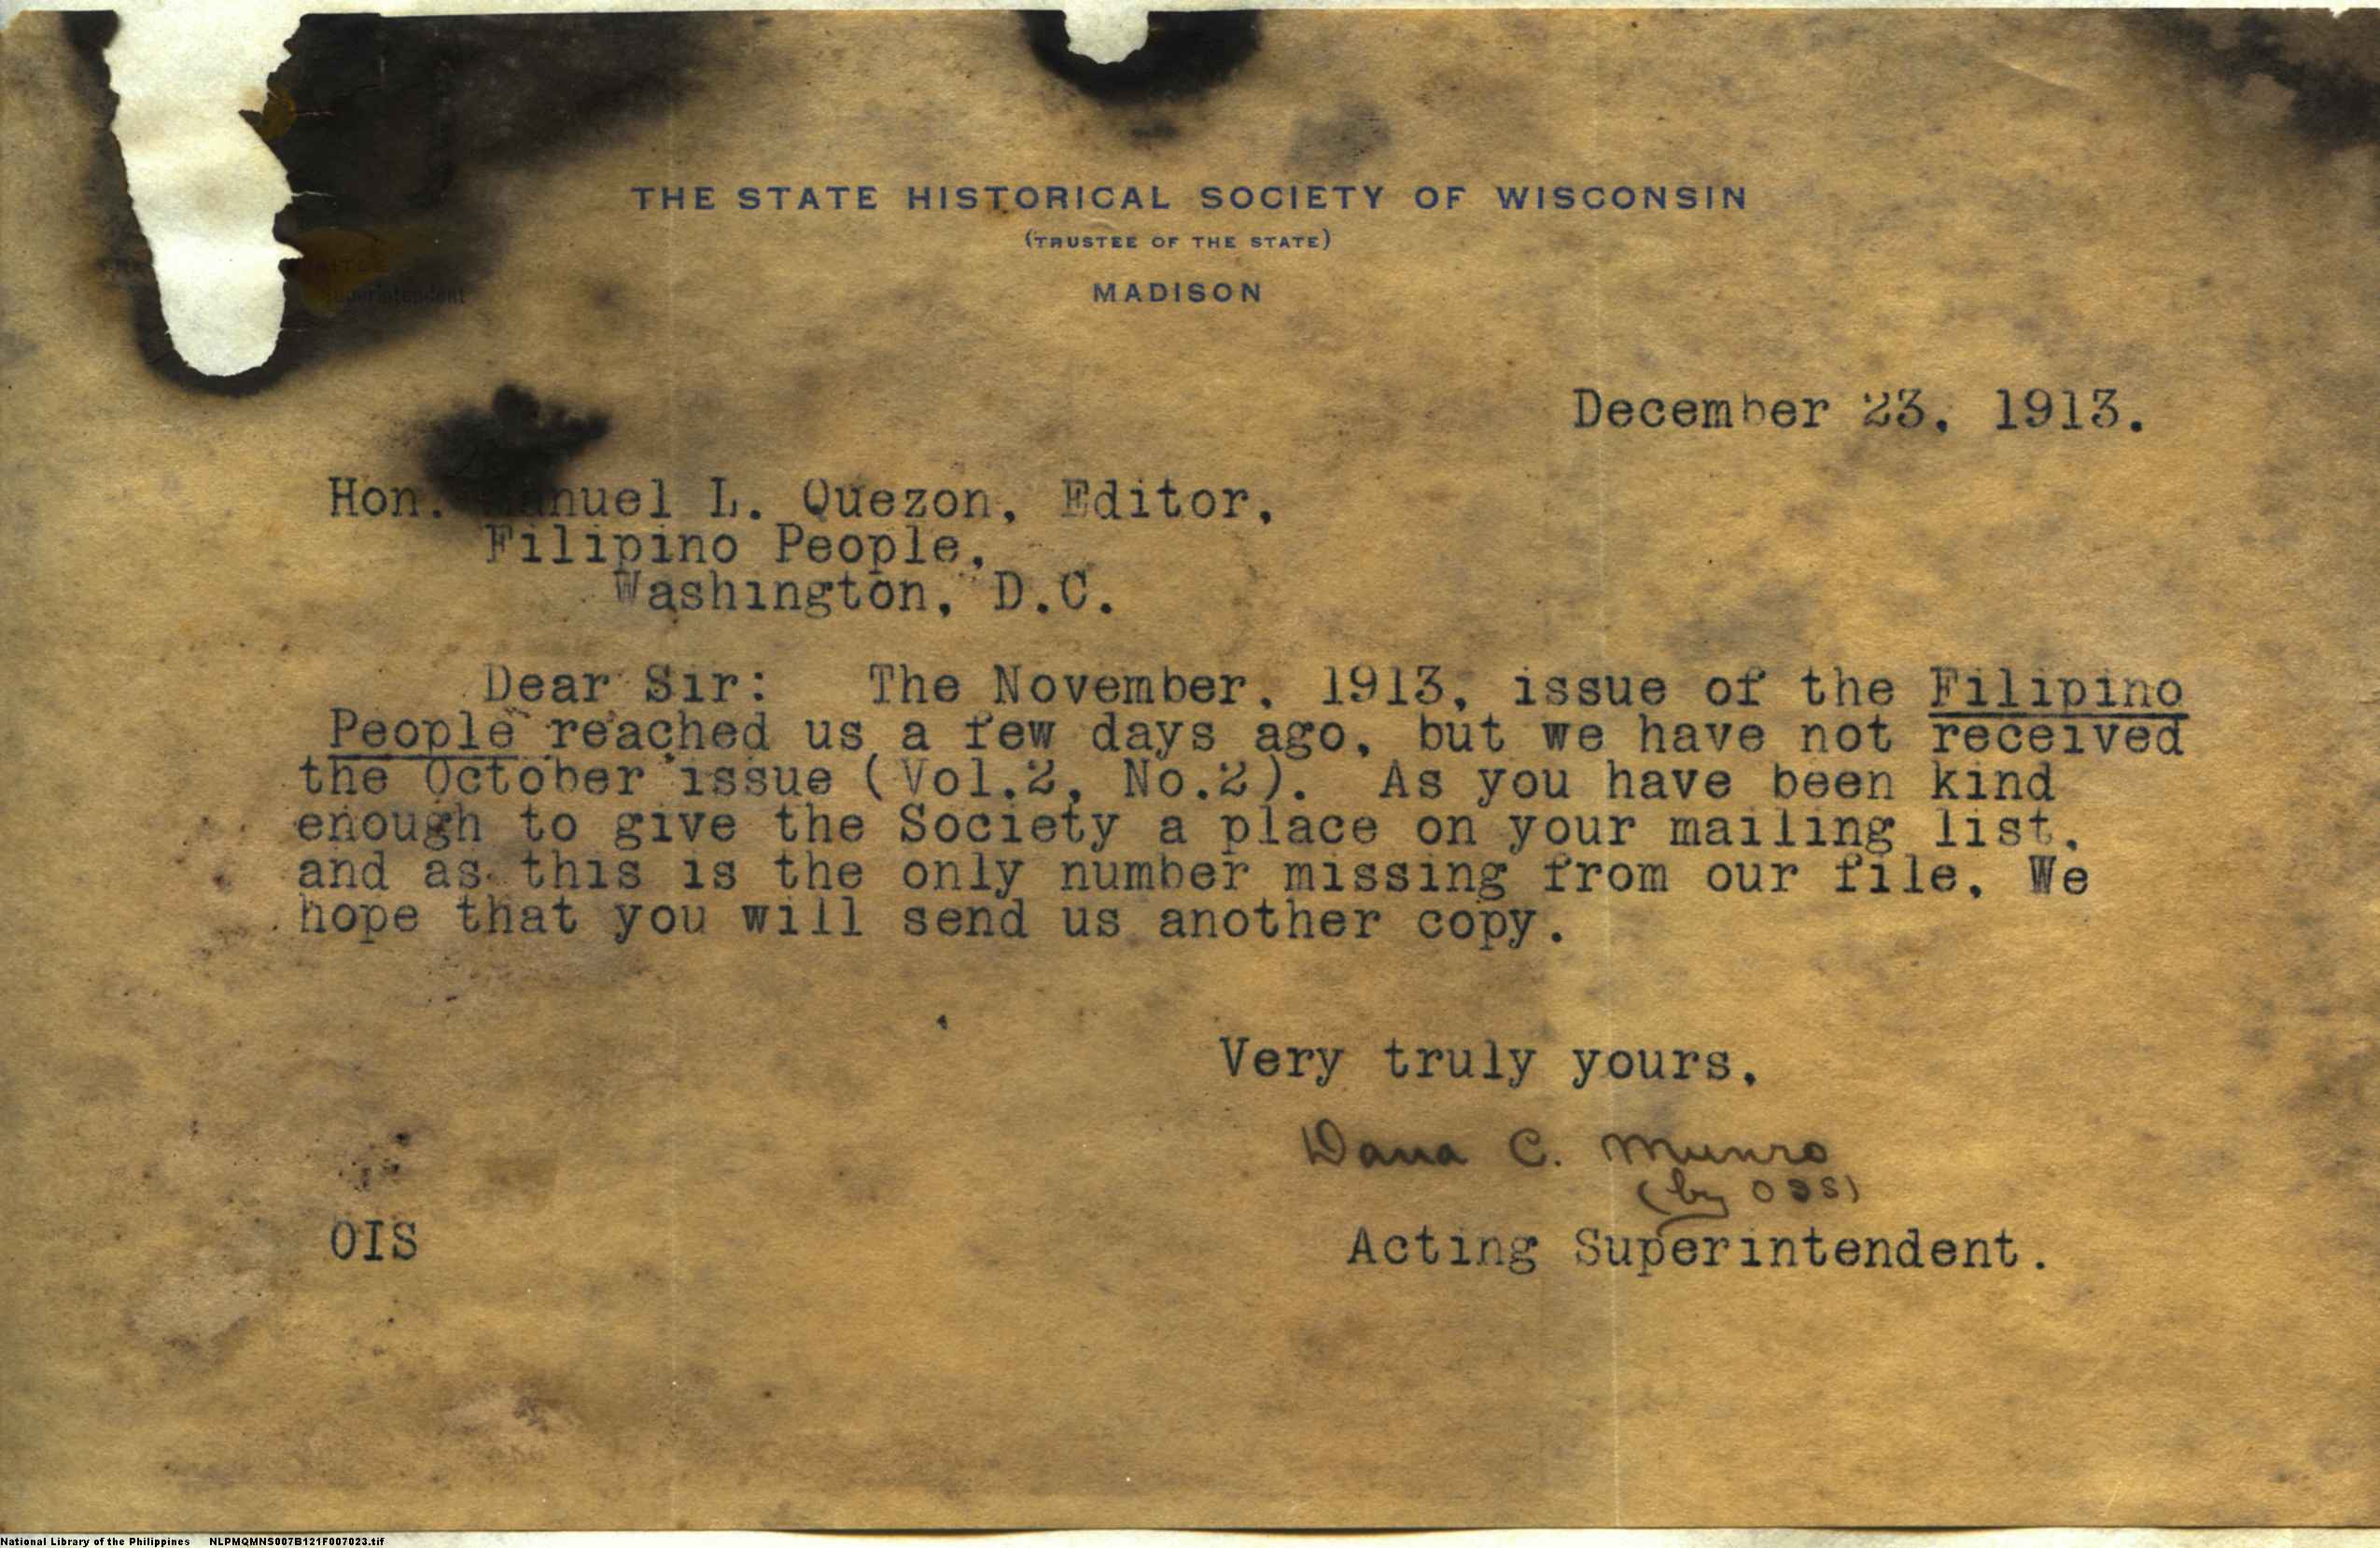 THE STATE HISTORICAL SOCIETY OF WISCONSIN
(TRUSTEE OF THE STATE)
MADISON
Superintendent
December 23, 1913.
Hon. Manuel L. Quezon, Editor,
Filipino People,
Washington, D.C.
Dear Sir: The November, 1913, issue of the Filipino
People reached us a few days ago, but we have not received
the October issue (Vol.2, No.2). As you have been kind
enough to give the Society a place on your mailing list,
and as this is the only number missing from our file, We
hope that you will send us another copy.
Very truly yours,
Dana C. Munro
(by OSS)
OIS
Acting Superintendent.
National Library of the Philippines NLPMQMNS007B121F007023.tif